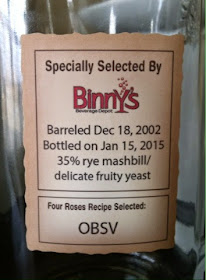 Specially Selected By
Binny's
Beverage Depot
Barreled Dec 18, 2002
Bottled on Jan 15, 2015
35% rye mashbill/
delicate fruity yeast
Four Roses Recipe Selected:
OBSV